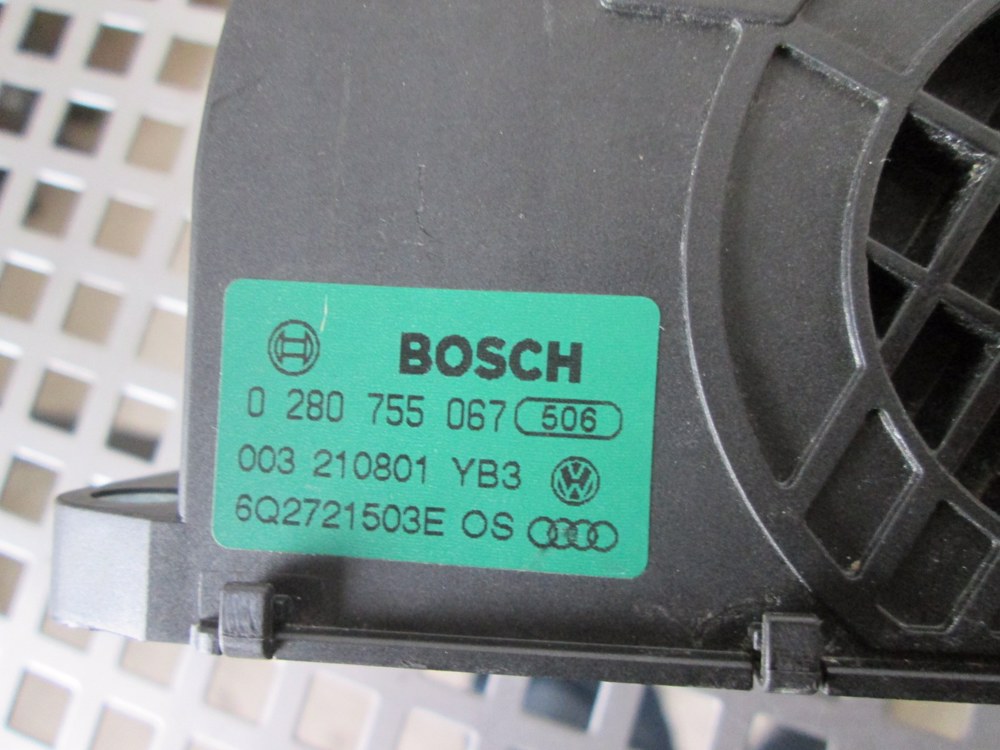 BOSCH
0 280 755 067 506
003 210801 YB3
6Q2721503E OS